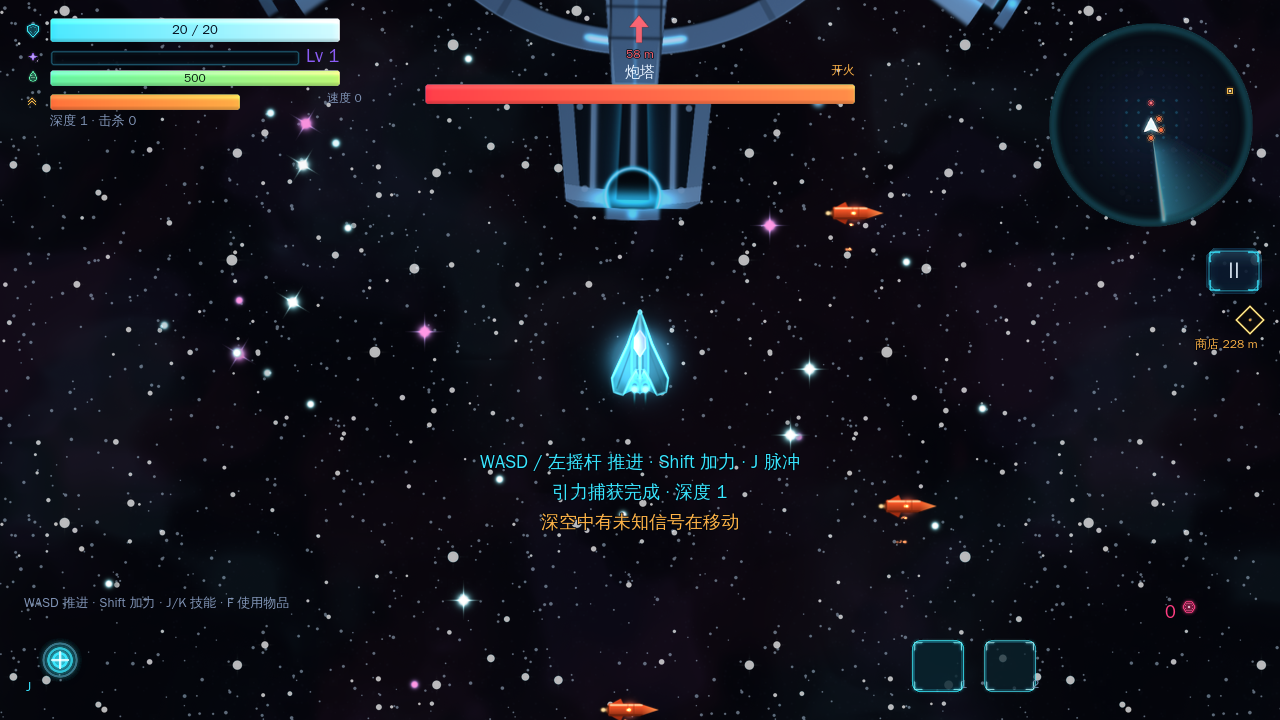 20 / 20
Lv 1
500
速度 0
深度 1 · 击杀 0
58 m
炮塔
开火
商店 228 m
WASD / 左摇杆 推进 · Shift 加力 · J 脉冲
引力捕获完成 · 深度 1
深空中有未知信号在移动
WASD 推进 · Shift 加力 · J/K 技能 · F 使用物品
0
J